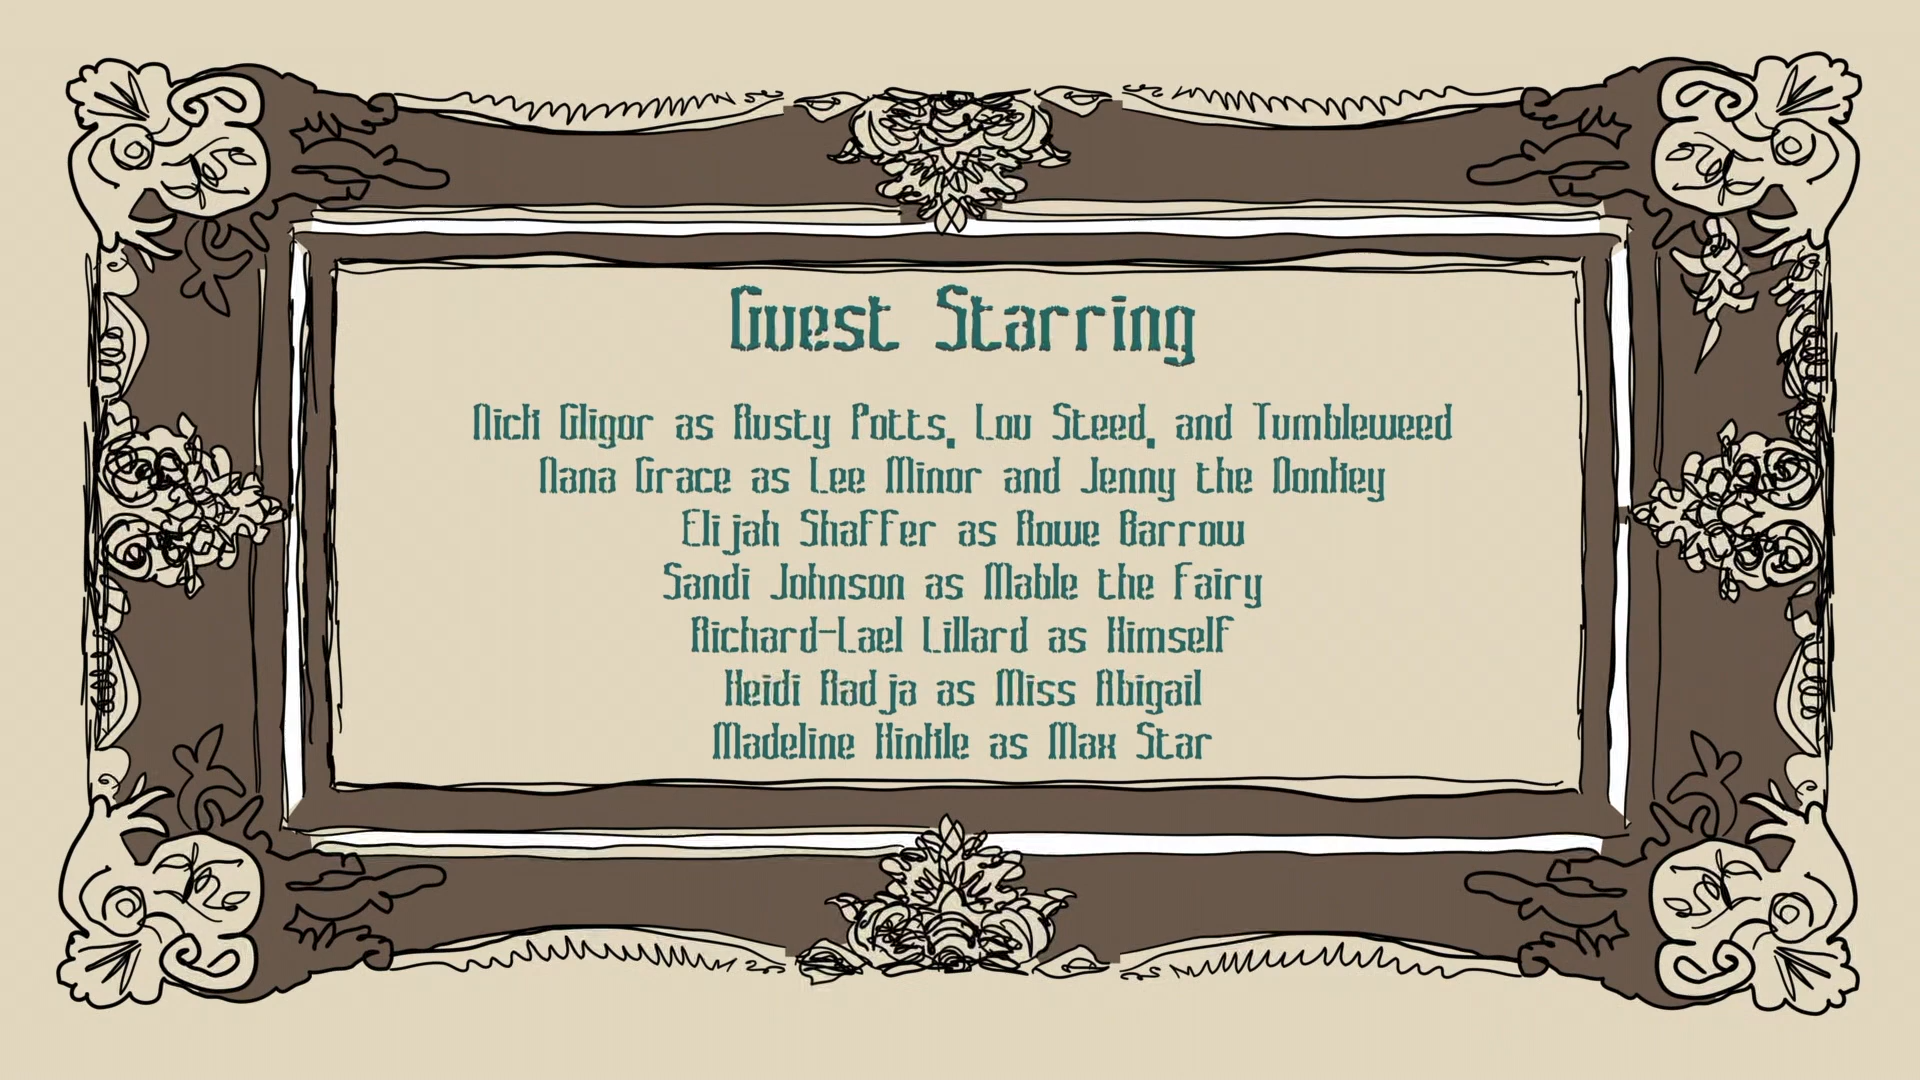 Guest Starring
Nick Gligor as Rusty Potts, Lou Steed, and Tumbleweed
Nana Grace as Lee Minor and Jenny the Donkey
Elijah Shaffer as Rowe Barrow
Sandi Johnson as Mable the Fairy
Richard-Lael Lillard as Himself
Heidi Radja as Miss Abigail
Madeline Hinkle as Max Star